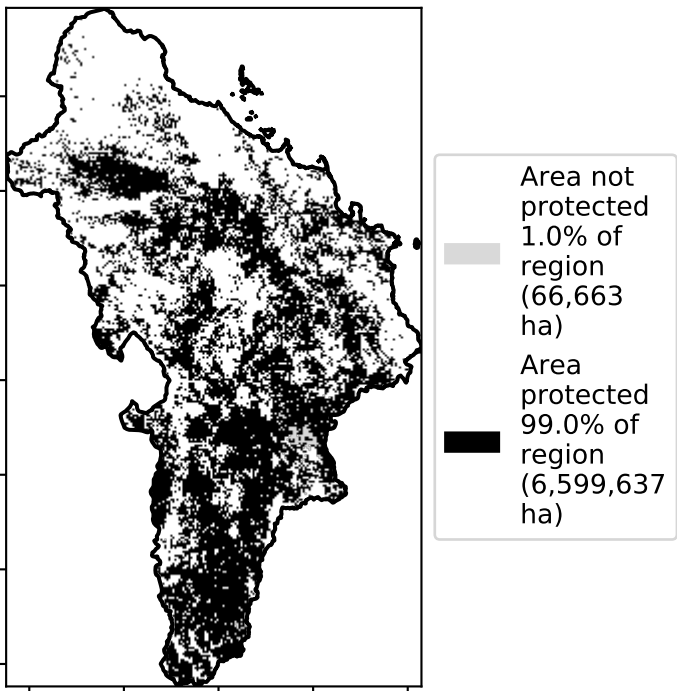 Area not
protected
1.0% of
region
(66,663
ha)
Area
protected
99.0% of
region
(6,599,637
ha)